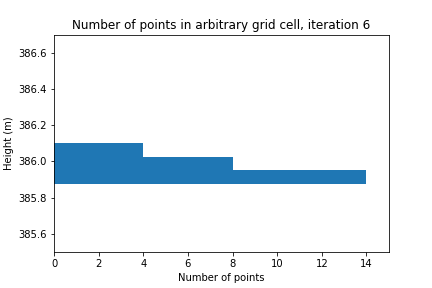 Number of points in arbitrary grid cell, iteration 6
Height (m)
386.6
386.4
386.2
386.0
385.8
385.6
0 2 4 6 8 10 12 14
Number of points